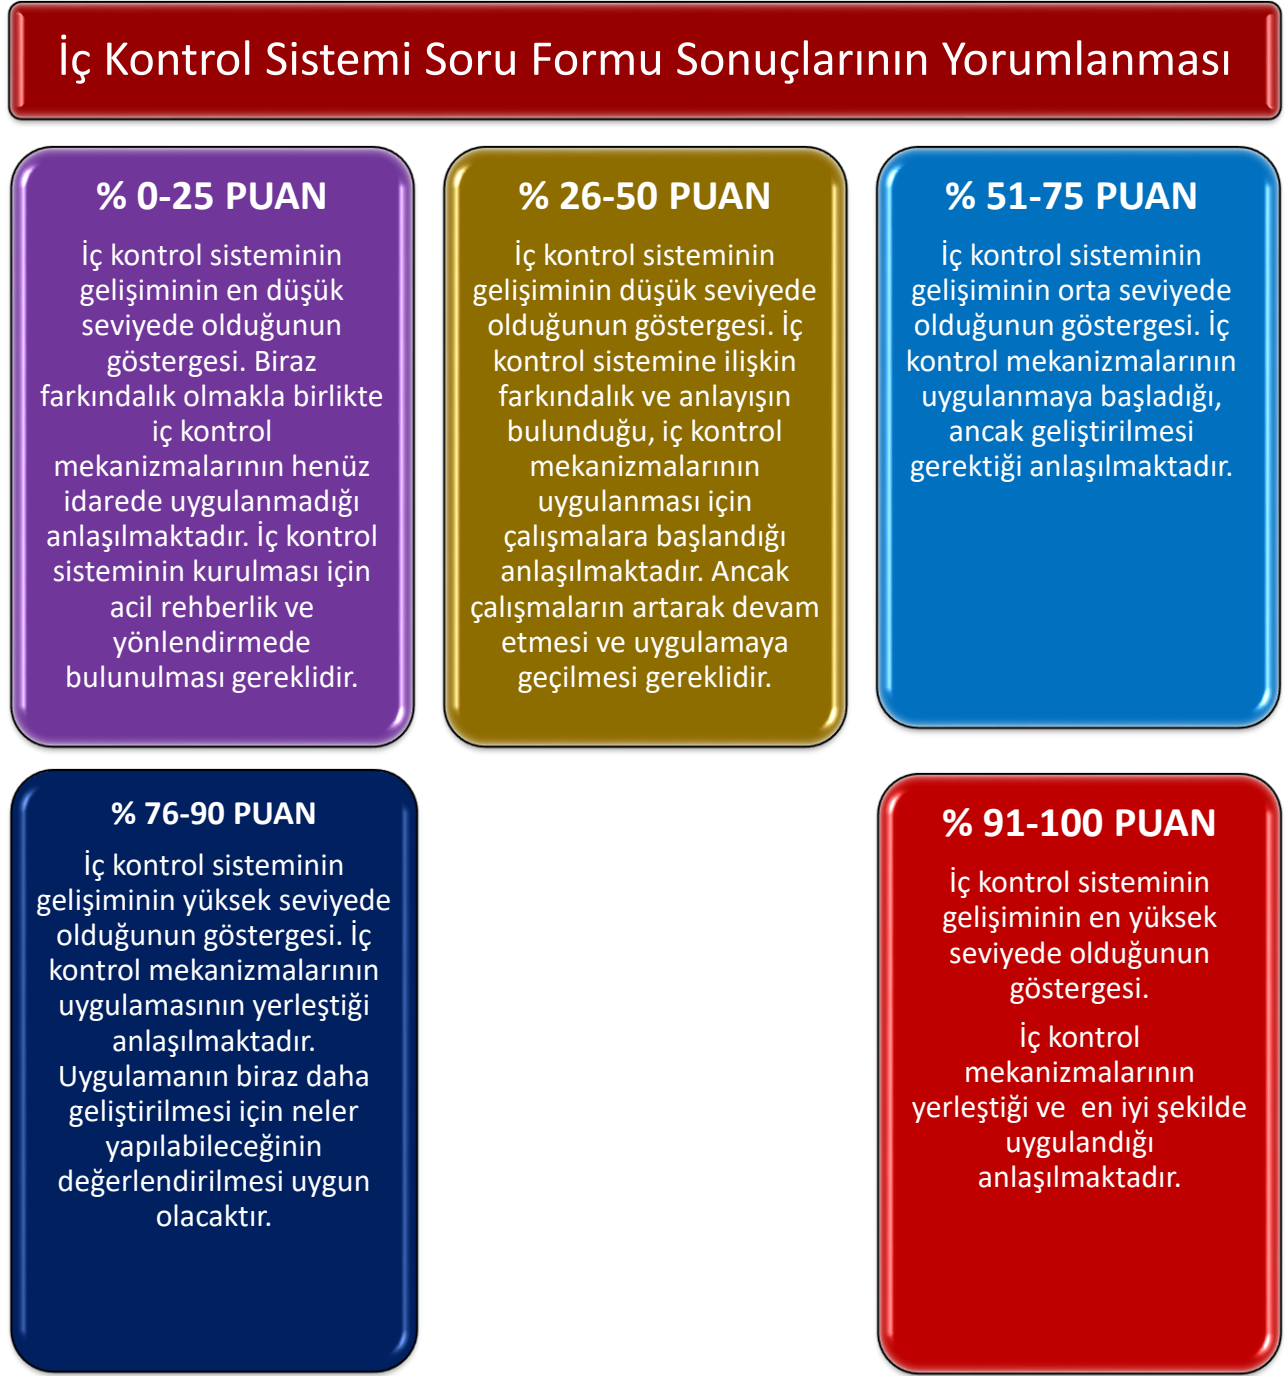 İç Kontrol Sistemi Soru Formu Sonuçlarının Yorumlanması
% 0-25 PUAN
İç kontrol sisteminin
gelişiminin en düşük
seviyede olduğunun
göstergesi. Biraz
farkındalık olmakla birlikte
iç kontrol
mekanizmalarının henüz
idarede uygulanmadığı
anlaşılmaktadır. İç kontrol
sisteminin kurulması için
acil rehberlik ve
yönlendirmede
bulunulması gereklidir.
% 26-50 PUAN
İç kontrol sisteminin
gelişiminin düşük seviyede
olduğunun göstergesi. İç
kontrol sistemine ilişkin
farkındalık ve anlayışın
bulunduğu, iç kontrol
mekanizmalarının
uygulanması için
çalışmalara başlandığı
anlaşılmaktadır. Ancak
çalışmaların artarak devam
etmesi ve uygulamaya
geçilmesi gereklidir.
% 51-75 PUAN
İç kontrol sisteminin
gelişiminin orta seviyede
olduğunun göstergesi. İç
kontrol mekanizmalarının
uygulanmaya başladığı,
ancak geliştirilmesi
gerektiği anlaşılmaktadır.
% 76-90 PUAN
İç kontrol sisteminin
gelişiminin yüksek seviyede
olduğunun göstergesi. İç
kontrol mekanizmalarının
uygulamasının yerleştiği
anlaşılmaktadır.
Uygulamanın biraz daha
geliştirilmesi için neler
yapılabileceğinin
değerlendirilmesi uygun
olacaktır.
% 91-100 PUAN
İç kontrol sisteminin
gelişiminin en yüksek
seviyede olduğunun
göstergesi.
İç kontrol
mekanizmalarının
yerleştiği ve  en iyi şekilde
uygulandığı
anlaşılmaktadır.